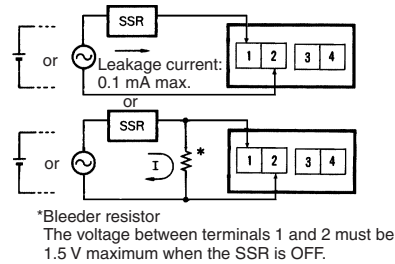 SSR
or
Leakage current:
0.1 mA max.
1 2 3 4
or
SSR
or
I
*
1 2 3 4
*Bleeder resistor
The voltage between terminals 1 and 2 must be
1.5 V maximum when the SSR is OFF.